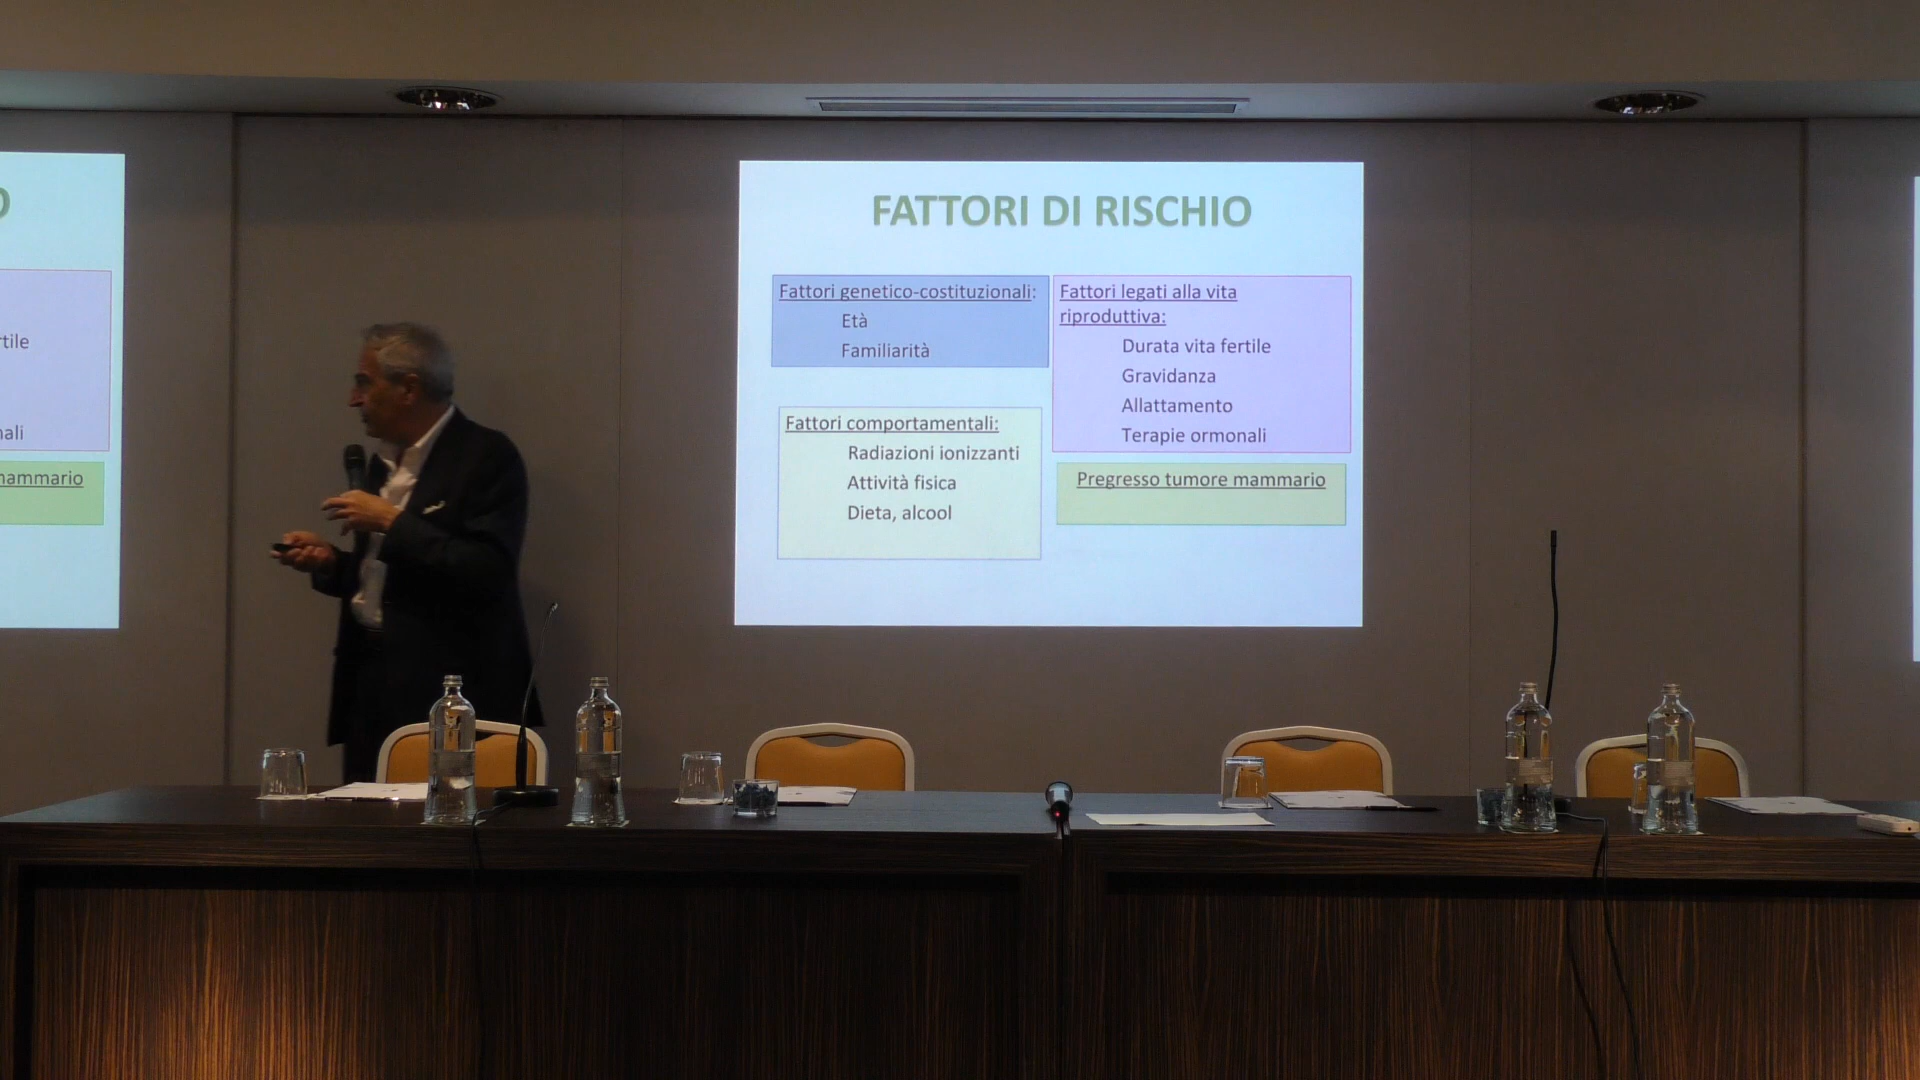 FATTORI DI RISCHIO
Fattori genetico-costituzionali:
Età
Familiarità
Fattori comportamentali:
Radiazioni ionizzanti
Attività fisica
Dieta, alcool
Fattori legati alla vita
riproduttiva:
Durata vita fertile
Gravidanza
Allattamento
Terapie ormonali
Pregresso tumore mammario
O
rtile
nali
mammario